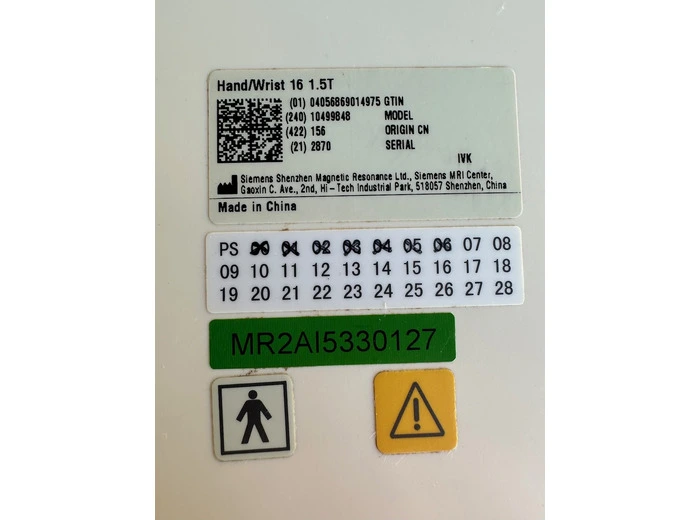 Hand/Wrist 16 1.5T
(01) 04056869014975 GTIN
(240) 10499848 MODEL
(422) 156 ORIGIN CN
(21) 2870 SERIAL
IVK
Siemens Shenzhen Magnetic Resonance Ltd., Siemens MRI Center,
Gaoxin C. Ave., 2nd, Hi - Tech Industrial Park, 518057 Shenzhen, China
Made in China
PS 00 01 02 03 04 05 06 07 08
09 10 11 12 13 14 15 16 17 18
19 20 21 22 23 24 25 26 27 28
MR2AI5330127